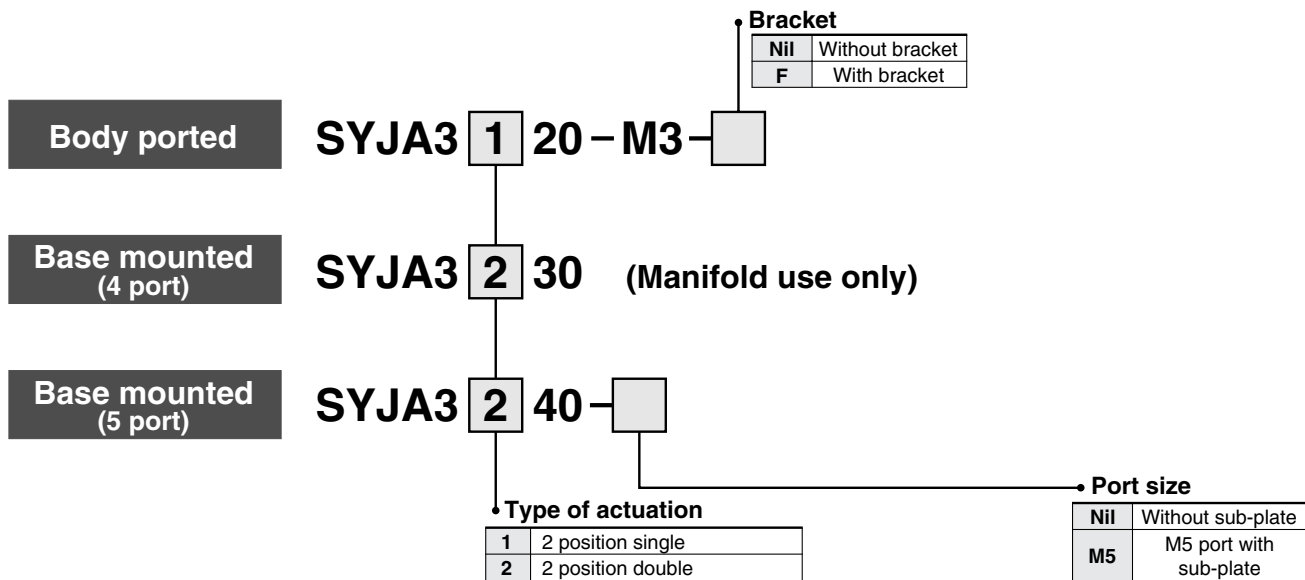 Bracket
Nil Without bracket
F With bracket
Body ported SYJA3 1 20 – M3 –
Base mounted
(4 port)
SYJA3 2 30 (Manifold use only)
Base mounted
(5 port)
SYJA3 2 40 –
Type of actuation
1 2 position single
2 2 position double
Port size
Nil Without sub-plate
M5 M5 port with
sub-plate